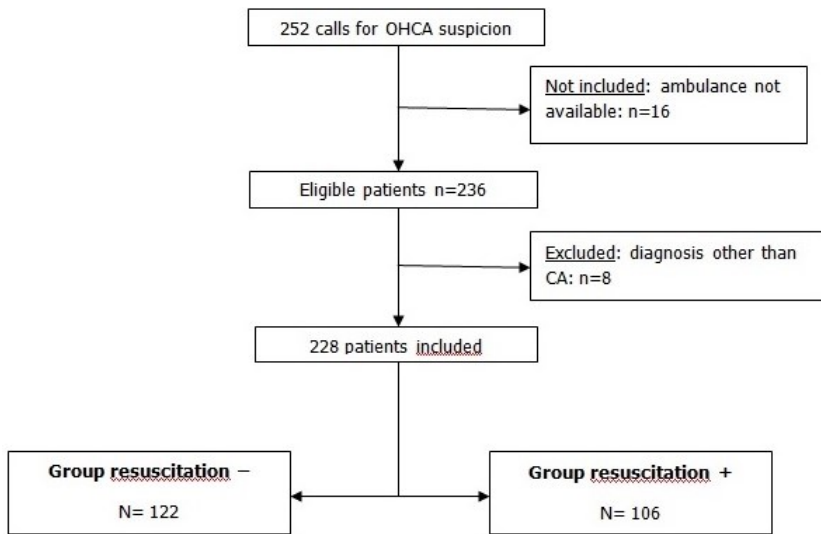 252 calls for OHCA suspicion
Not included: ambulance not
available: n=16
Eligible patients n=236
Excluded: diagnosis other than
CA: n=8
228 patients included
Group resuscitation −
N= 122
Group resuscitation +
N= 106